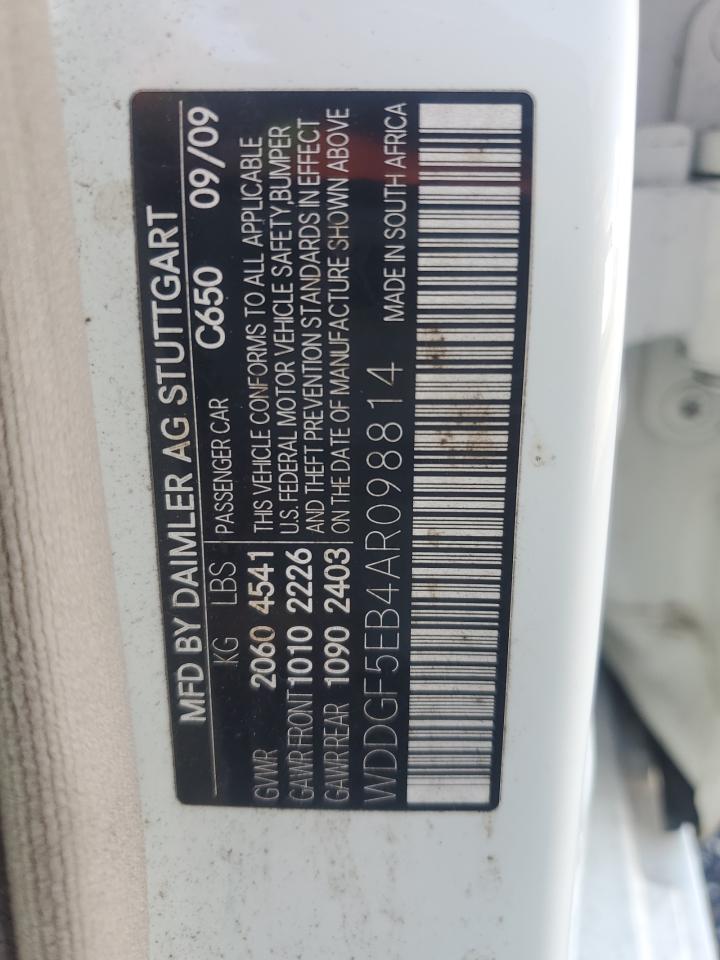 MFD BY DAIMLER AG STUTTGART
KG LBS PASSENGER CAR C650 09/09
GVWR 2060 4541 THIS VEHICLE CONFORMS TO ALL APPLICABLE
GAWR FRONT 1010 2226 U.S. FEDERAL MOTOR VEHICLE SAFETY,BUMPER
GAWR REAR 1090 2403 AND THEFT PREVENTION STANDARDS IN EFFECT
ON THE DATE OF MANUFACTURE SHOWN ABOVE
WDDGF5EB4AR098814 MADE IN SOUTH AFRICA